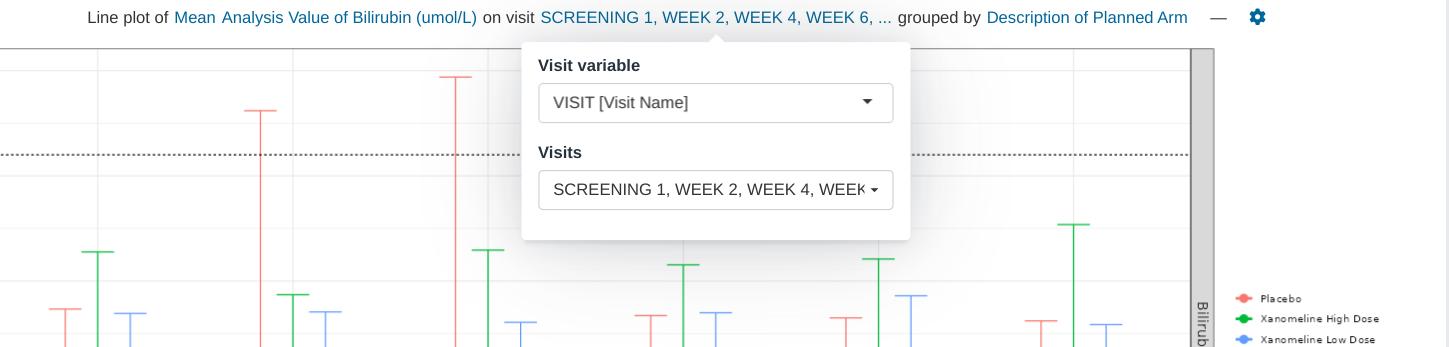 Line plot of Mean Analysis Value of Bilirubin (umol/L) on visit SCREENING 1, WEEK 2, WEEK 4, WEEK 6, ... grouped by Description of Planned Arm —
Visit variable
VISIT [Visit Name]
Visits
SCREENING 1, WEEK 2, WEEK 4, WEEK
Bilirub
Placebo
Xanomeline High Dose
Xanomeline Low Dose